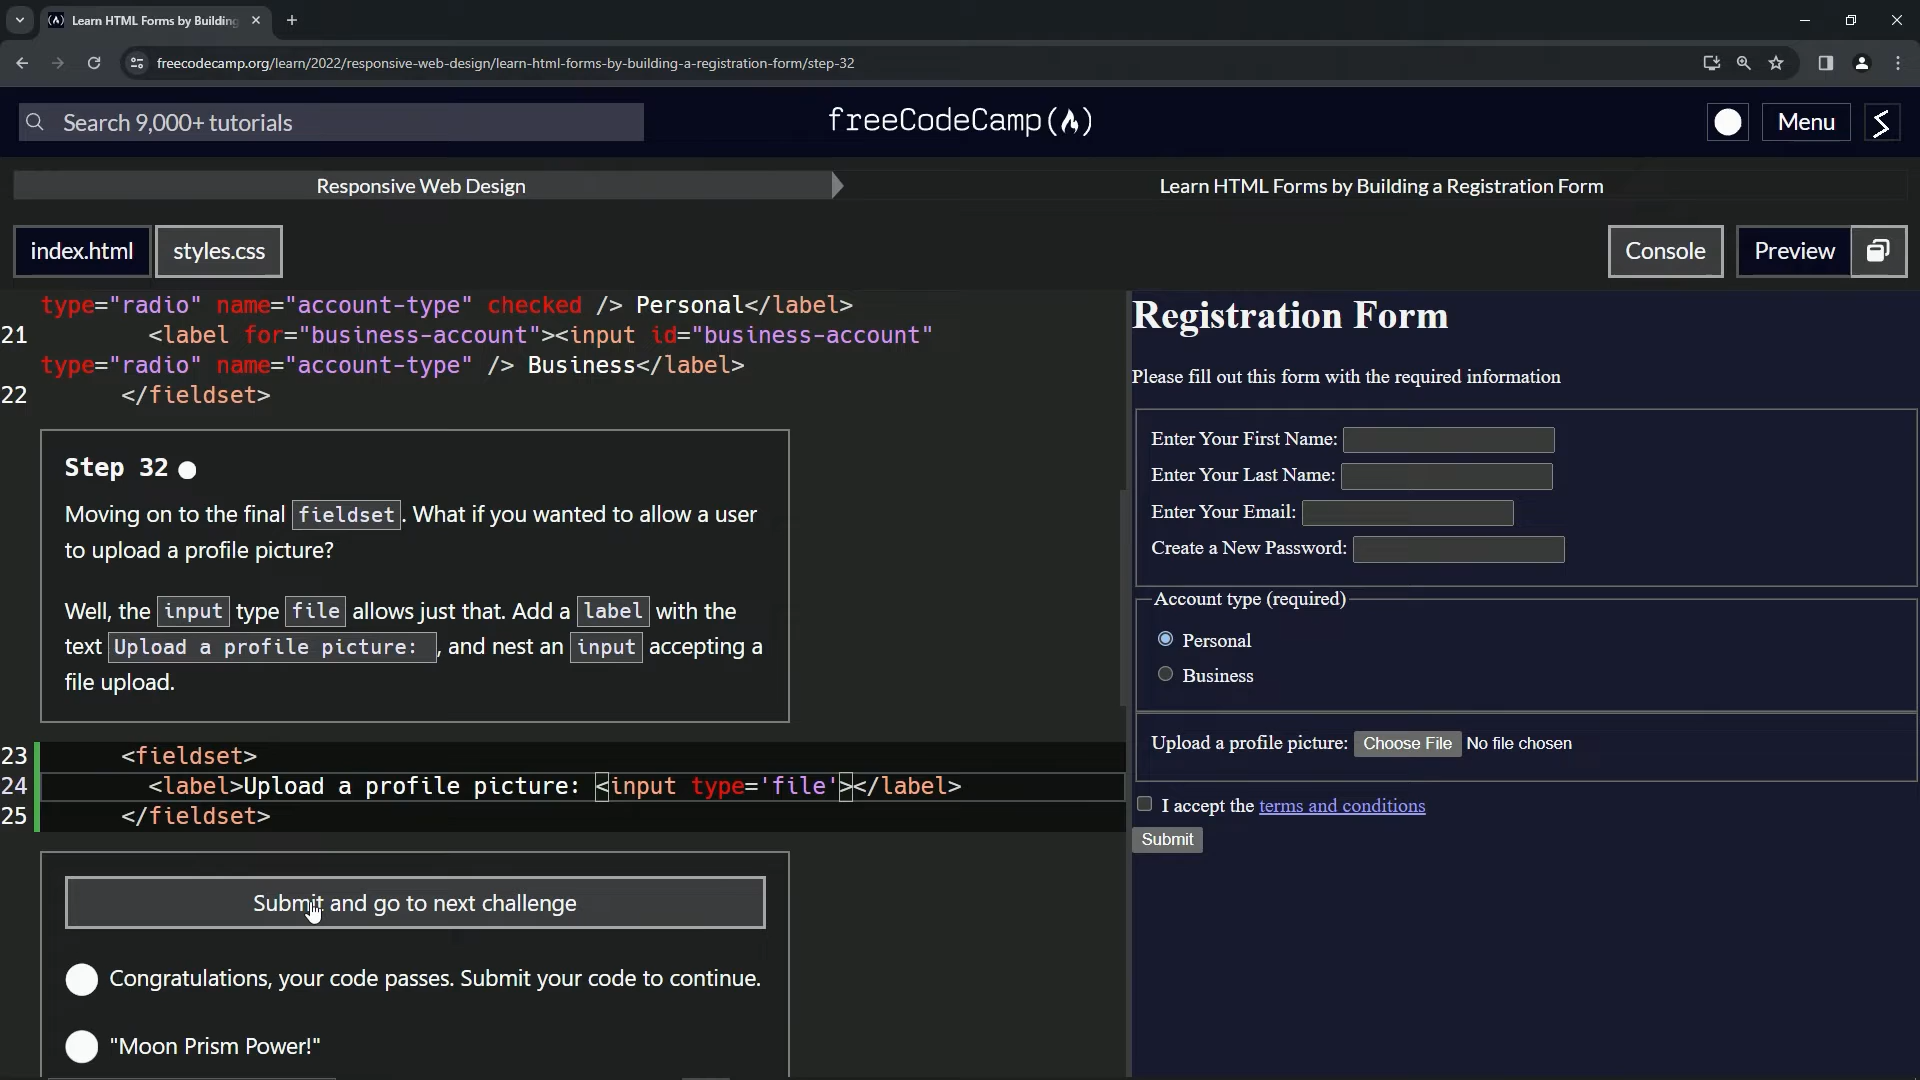 Learn HTML Forms by Building
freecodecamp.org/learn/2022/responsive-web-design/learn-html-forms-by-building-a-registration-form/step-32
Search 9,000+ tutorials
freeCodeCamp
Menu
Responsive Web Design
Learn HTML Forms by Building a Registration Form
index.html
styles.css
Console
Preview
type="radio" name="account-type" checked /> Personal</label>
21 <label for="business-account"><input id="business-account"
type="radio" name="account-type" /> Business</label>
22 </fieldset>
Step 32
Moving on to the final fieldset. What if you wanted to allow a user
to upload a profile picture?
Well, the input type file allows just that. Add a label with the
text Upload a profile picture: , and nest an input accepting a
file upload.
23 <fieldset>
24 <label>Upload a profile picture: <input type='file'></label>
25 </fieldset>
Submit and go to next challenge
Congratulations, your code passes. Submit your code to continue.
"Moon Prism Power!"
Registration Form
Please fill out this form with the required information
Enter Your First Name:
Enter Your Last Name:
Enter Your Email:
Create a New Password:
Account type (required)
Personal
Business
Upload a profile picture: Choose File No file chosen
I accept the terms and conditions
Submit